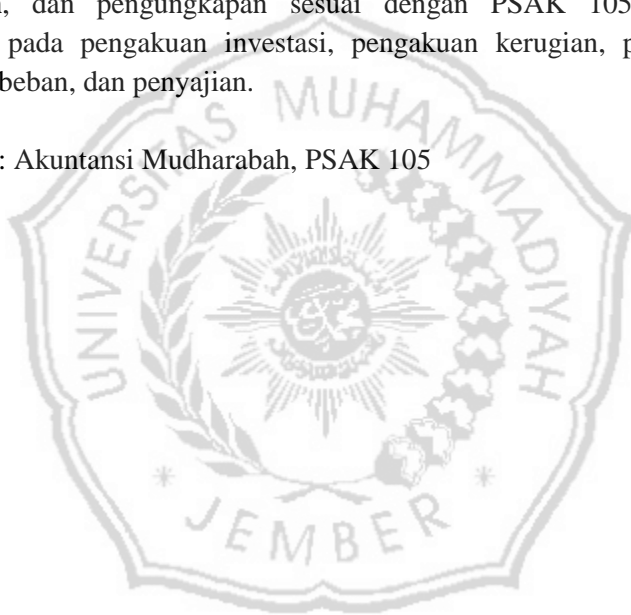 n, dan pengungkapan sesuai dengan PSAK 105
pada pengakuan investasi, pengakuan kerugian, p
beban, dan penyajian.
: Akuntansi Mudharabah, PSAK 105
UNIVERSITAS MUHAMMADIYAH
JEMBER